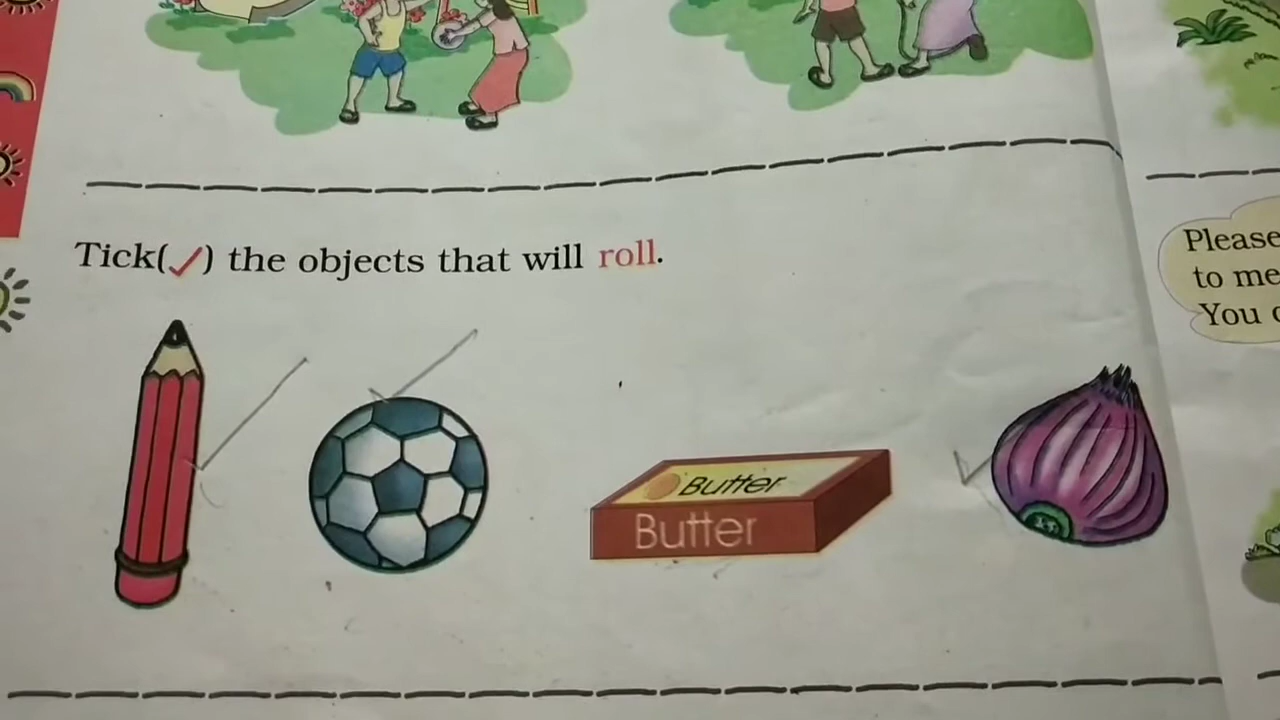 Tick(✓) the objects that will roll.
Butter
Butter
Please
to me
You